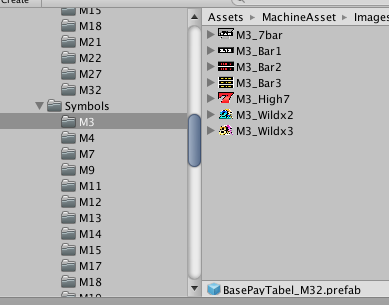 Create
M15
M18
M21
M22
M27
M32
Symbols
M3
M4
M7
M9
M11
M12
M13
M14
M15
M17
M18
Assets ▸ MachineAsset ▸ Images
M3_7bar
M3_Bar1
M3_Bar2
M3_Bar3
M3_High7
M3_Wildx2
M3_Wildx3
BasePayTabel_M32.prefab